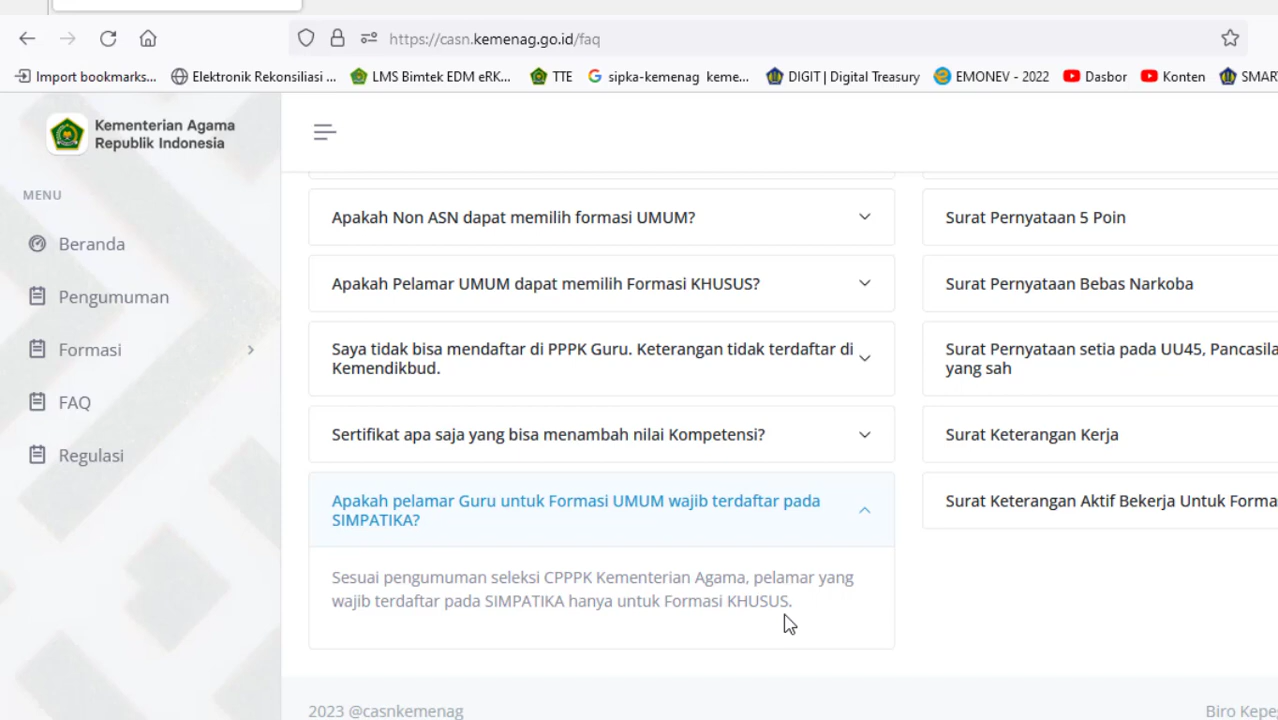 https://casn.kemenag.go.id/faq
Import bookmarks... Elektronik Rekonsiliasi ... LMS Bimtek EDM eRK... TTE sipka-kemenag keme... DIGIT | Digital Treasury EMONEV - 2022 Dasbor Konten SMAR
Kementerian Agama
Republik Indonesia
MENU
Beranda
Pengumuman
Formasi
FAQ
Regulasi
Apakah Non ASN dapat memilih formasi UMUM?
Apakah Pelamar UMUM dapat memilih Formasi KHUSUS?
Saya tidak bisa mendaftar di PPPK Guru. Keterangan tidak terdaftar di
Kemendikbud.
Sertifikat apa saja yang bisa menambah nilai Kompetensi?
Apakah pelamar Guru untuk Formasi UMUM wajib terdaftar pada
SIMPATIKA?
Sesuai pengumuman seleksi CPPPK Kementerian Agama, pelamar yang
wajib terdaftar pada SIMPATIKA hanya untuk Formasi KHUSUS.
Surat Pernyataan 5 Poin
Surat Pernyataan Bebas Narkoba
Surat Pernyataan setia pada UU45, Pancasila
yang sah
Surat Keterangan Kerja
Surat Keterangan Aktif Bekerja Untuk Forma
2023 @casnkemenag
Biro Kepe